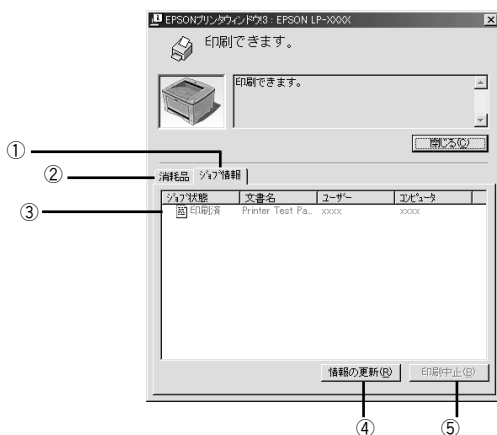 EPSONプリンタウィンドウ!3 : EPSON LP-XXXX
印刷できます。
印刷できます。
閉じる(C)
①
②
消耗品 ジョブ情報
③
ジョブ状態 文書名 ユーザー コンピュータ
印刷済 Printer Test Pa... xxxx xxxx
情報の更新(R) 印刷中止(B)
④ ⑤